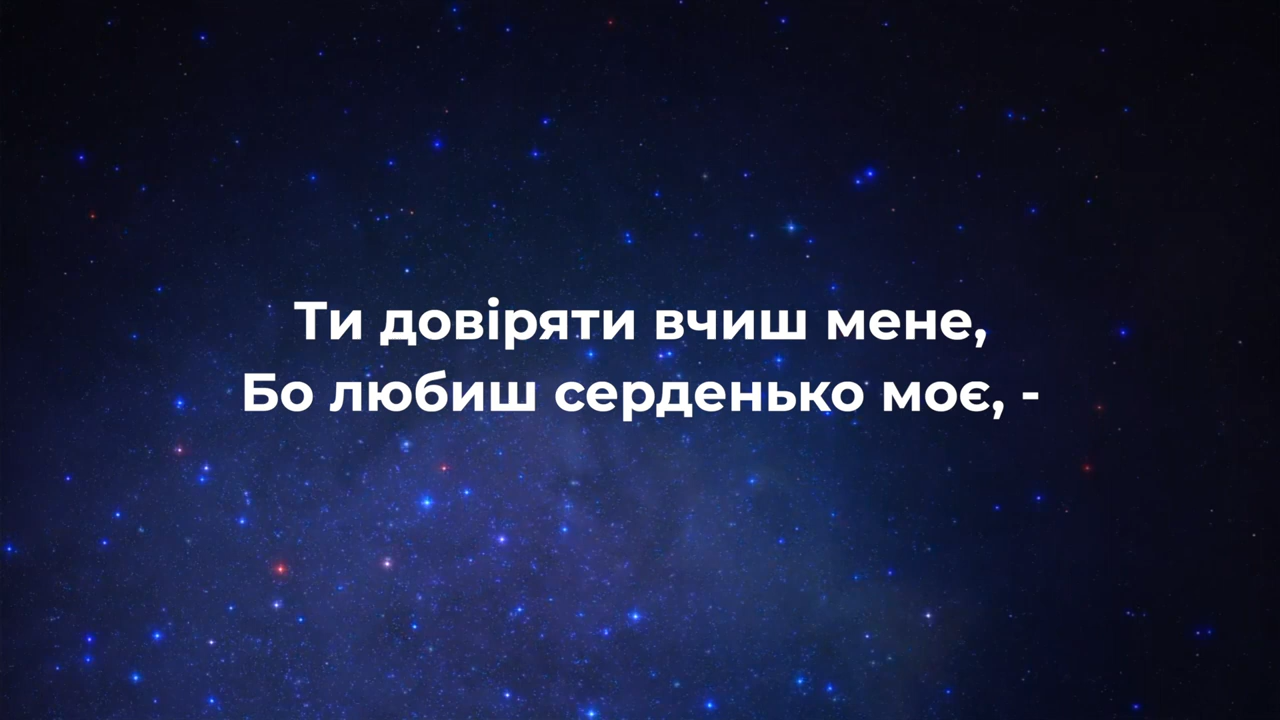 Ти довіряти вчиш мене,
Бо любиш серденько моє, -